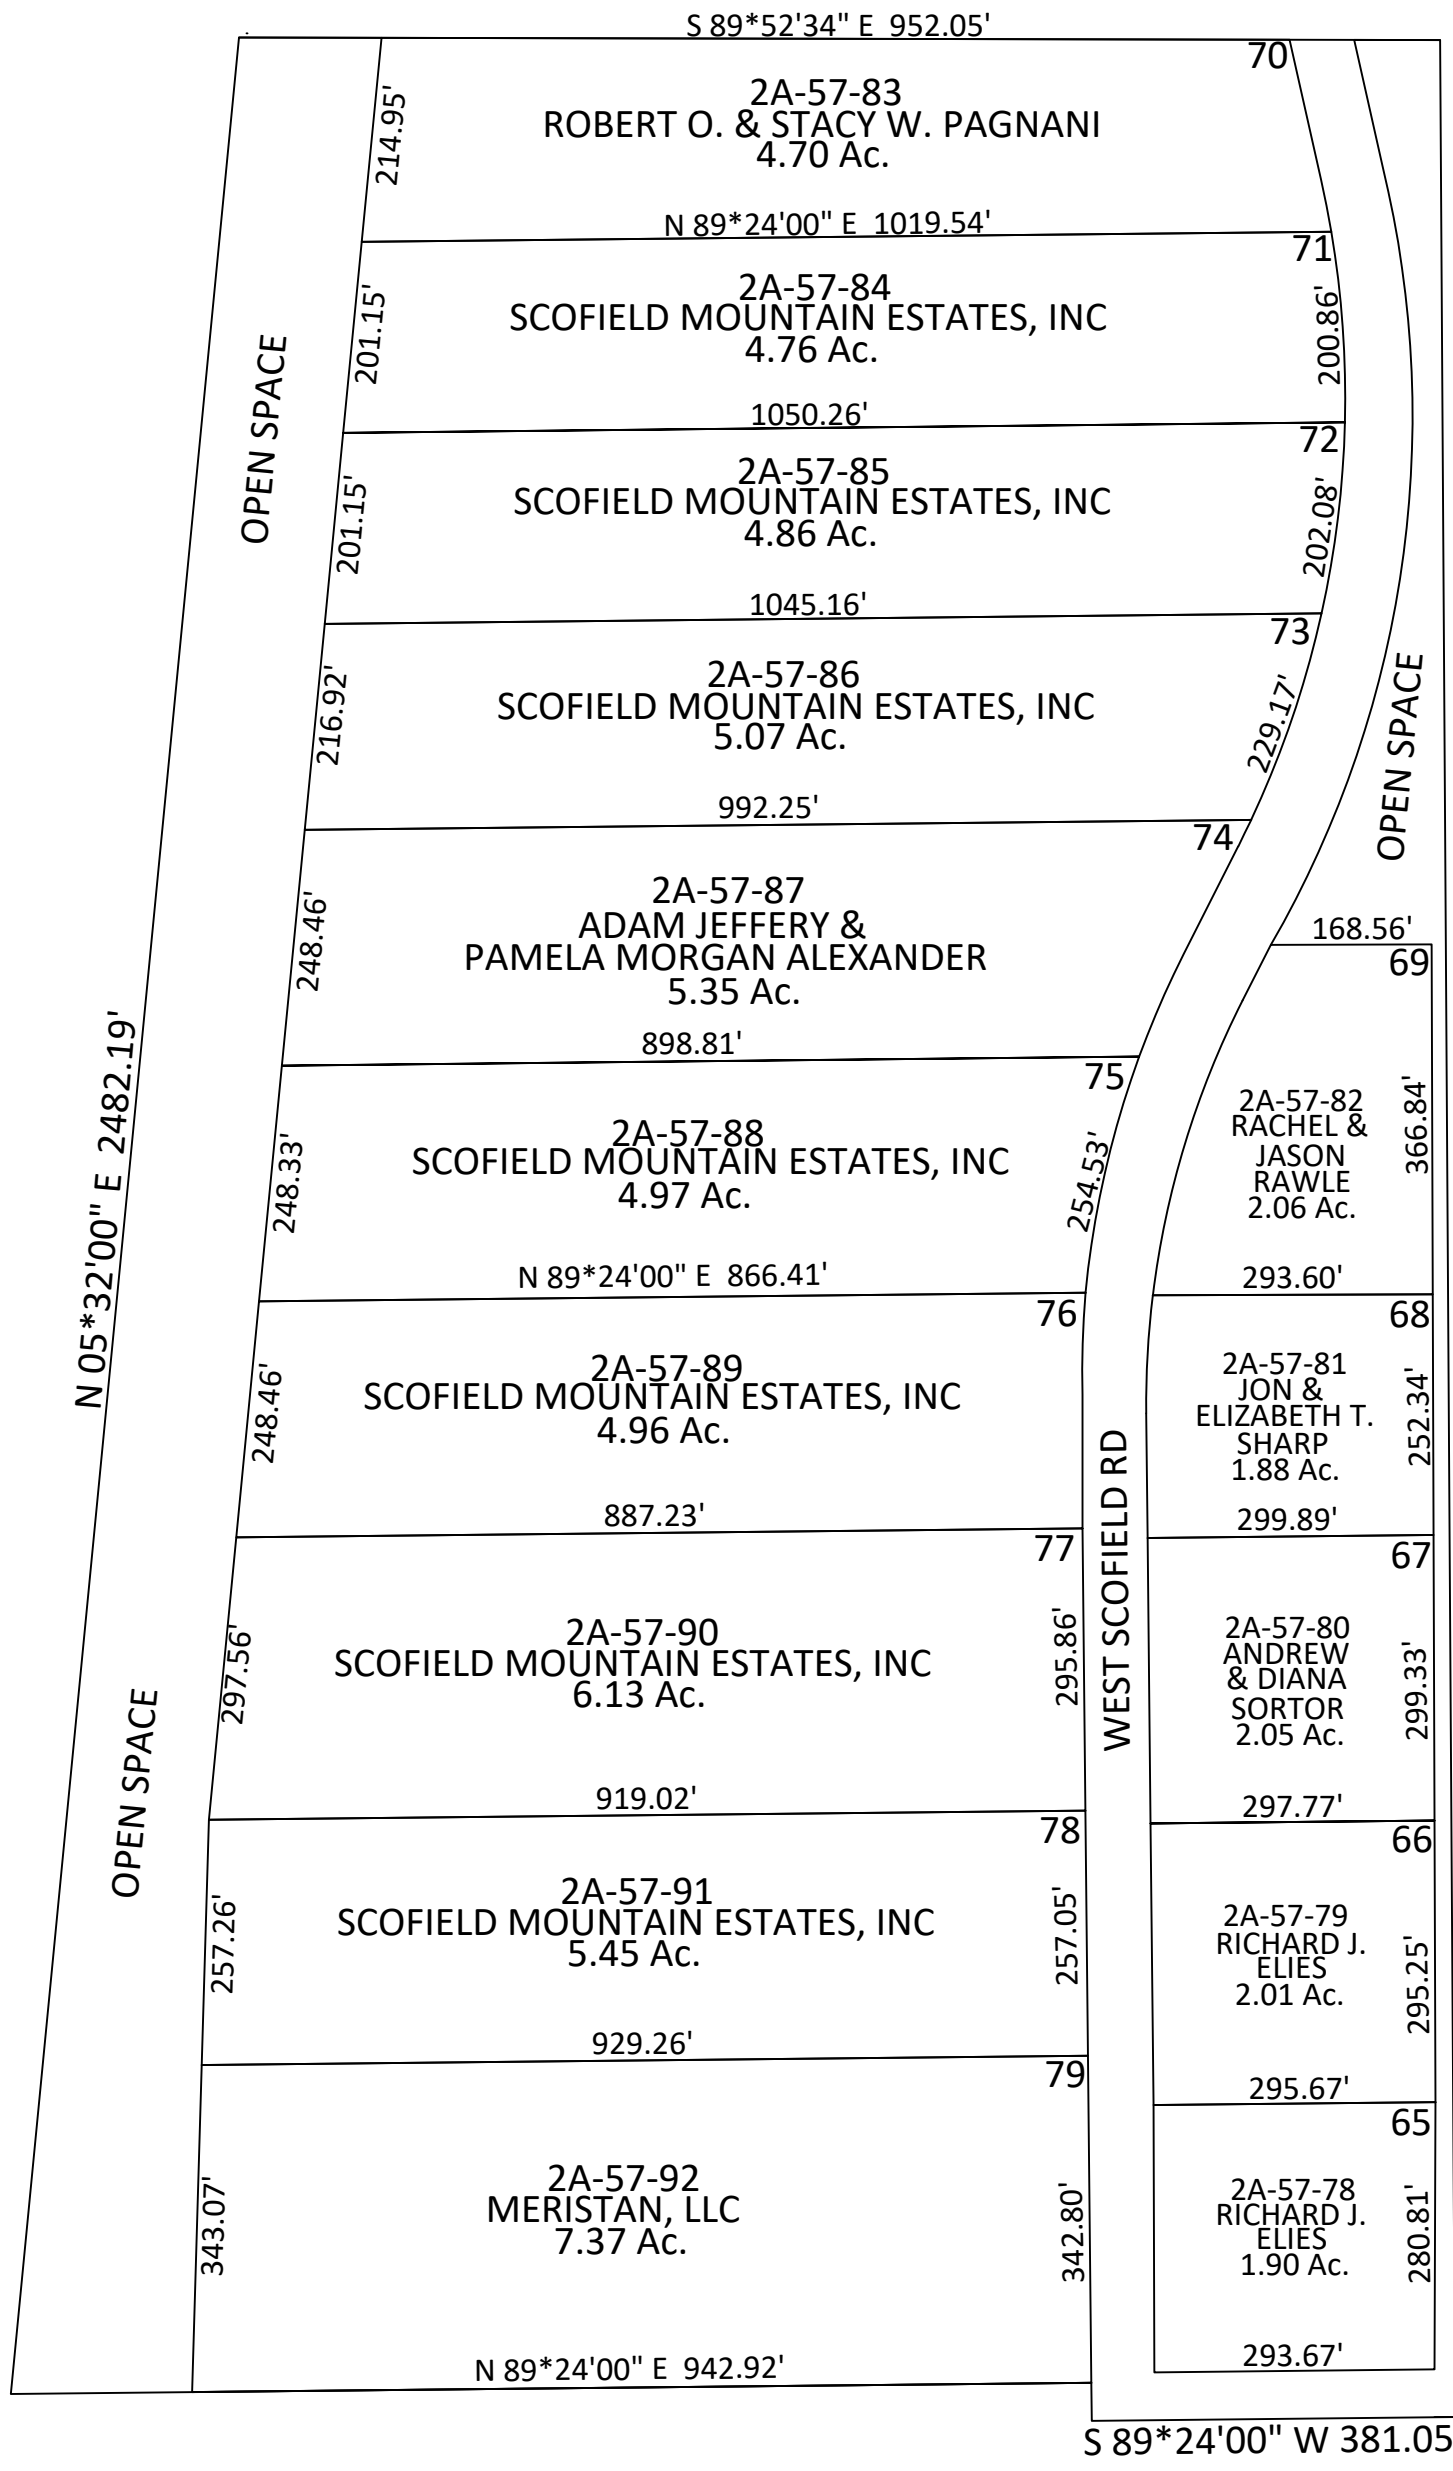 S 89*52'34" E 952.05'
70
2A-57-83
ROBERT O. & STACY W. PAGNANI
4.70 Ac.
214.95'
N 89*24'00" E 1019.54'
71
2A-57-84
SCOFIELD MOUNTAIN ESTATES, INC
4.76 Ac.
201.15'
200.86'
1050.26'
72
2A-57-85
SCOFIELD MOUNTAIN ESTATES, INC
4.86 Ac.
201.15'
202.08'
1045.16'
73
2A-57-86
SCOFIELD MOUNTAIN ESTATES, INC
5.07 Ac.
216.92'
229.17'
992.25'
74
2A-57-87
ADAM JEFFERY &
PAMELA MORGAN ALEXANDER
5.35 Ac.
248.46'
898.81'
75
2A-57-88
SCOFIELD MOUNTAIN ESTATES, INC
4.97 Ac.
248.33'
254.53'
N 89*24'00" E 866.41'
76
2A-57-89
SCOFIELD MOUNTAIN ESTATES, INC
4.96 Ac.
248.46'
887.23'
77
2A-57-90
SCOFIELD MOUNTAIN ESTATES, INC
6.13 Ac.
297.56'
295.86'
919.02'
78
2A-57-91
SCOFIELD MOUNTAIN ESTATES, INC
5.45 Ac.
257.26'
257.05'
929.26'
79
2A-57-92
MERISTAN, LLC
7.37 Ac.
343.07'
342.80'
N 89*24'00" E 942.92'
OPEN SPACE
N 05*32'00" E 2482.19'
OPEN SPACE
WEST SCOFIELD RD
OPEN SPACE
168.56'
69
2A-57-82
RACHEL &
JASON
RAWLE
2.06 Ac.
366.84'
293.60'
68
2A-57-81
JON &
ELIZABETH T.
SHARP
1.88 Ac.
252.34'
299.89'
67
2A-57-80
ANDREW
& DIANA
SORTOR
2.05 Ac.
299.33'
297.77'
66
2A-57-79
RICHARD J.
ELIES
2.01 Ac.
295.25'
295.67'
65
2A-57-78
RICHARD J.
ELIES
1.90 Ac.
280.81'
293.67'
S 89*24'00" W 381.05